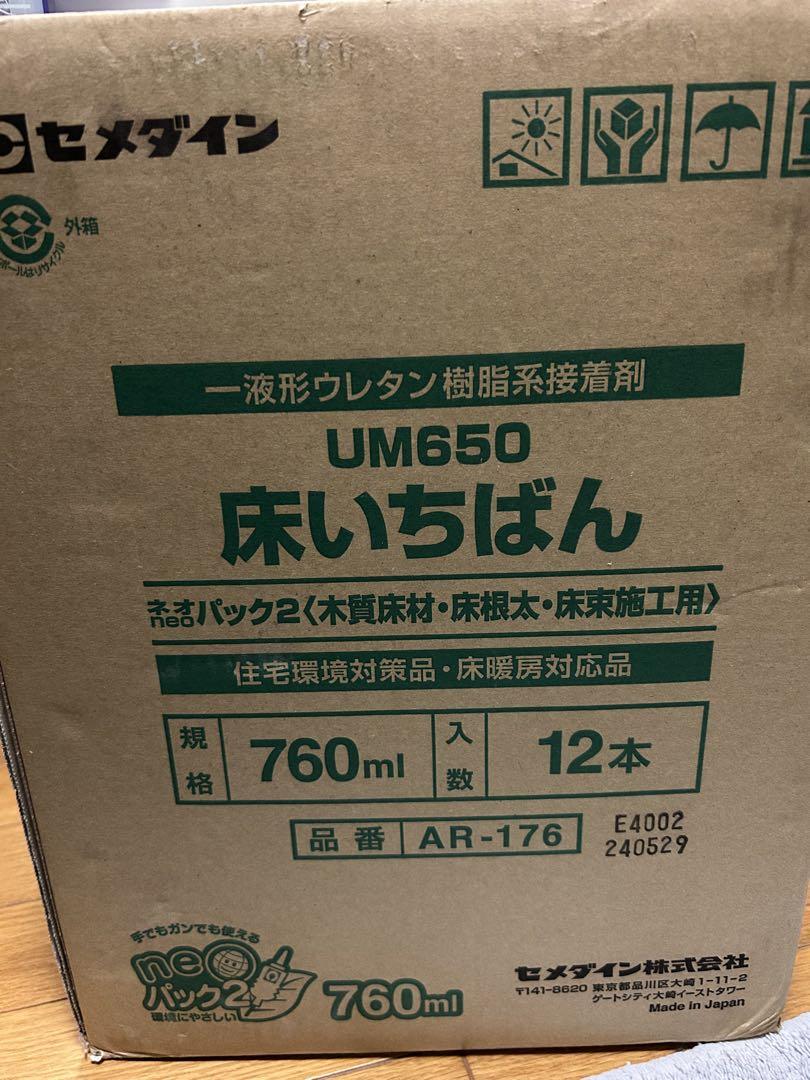 セメダイン
外箱
ボールはリサイクル
一液形ウレタン樹脂系接着剤
UM650
床いちばん
ネオ
neoパック2〈木質床材・床根太・床束施工用〉
住宅環境対策品・床暖房対応品
規格 760ml 入数 12本
品番 AR-176
E4002
240529
手でもガンでも使える
neo
パック2
環境にやさしい
760ml
セメダイン株式会社
〒141-8620 東京都品川区大崎1-11-2
ゲートシティ大崎イーストタワー
Made in Japan